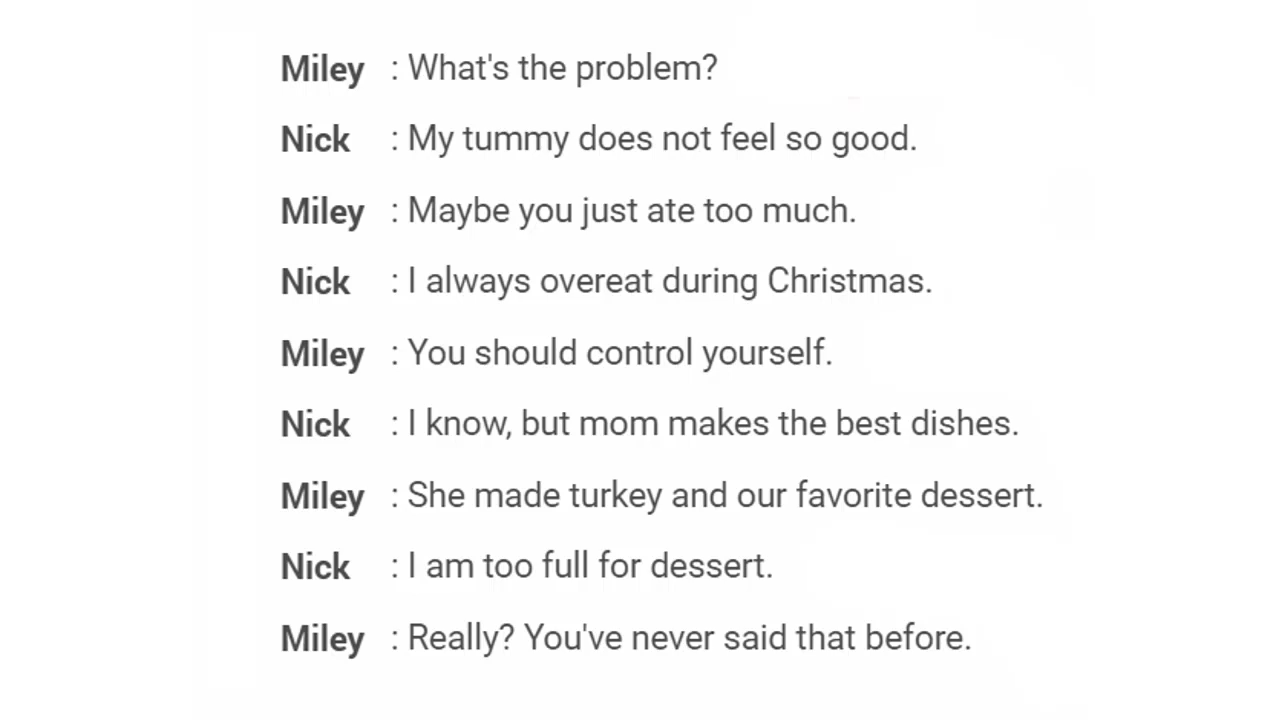 Miley : What's the problem?
Nick : My tummy does not feel so good.
Miley : Maybe you just ate too much.
Nick : I always overeat during Christmas.
Miley : You should control yourself.
Nick : I know, but mom makes the best dishes.
Miley : She made turkey and our favorite dessert.
Nick : I am too full for dessert.
Miley : Really? You've never said that before.